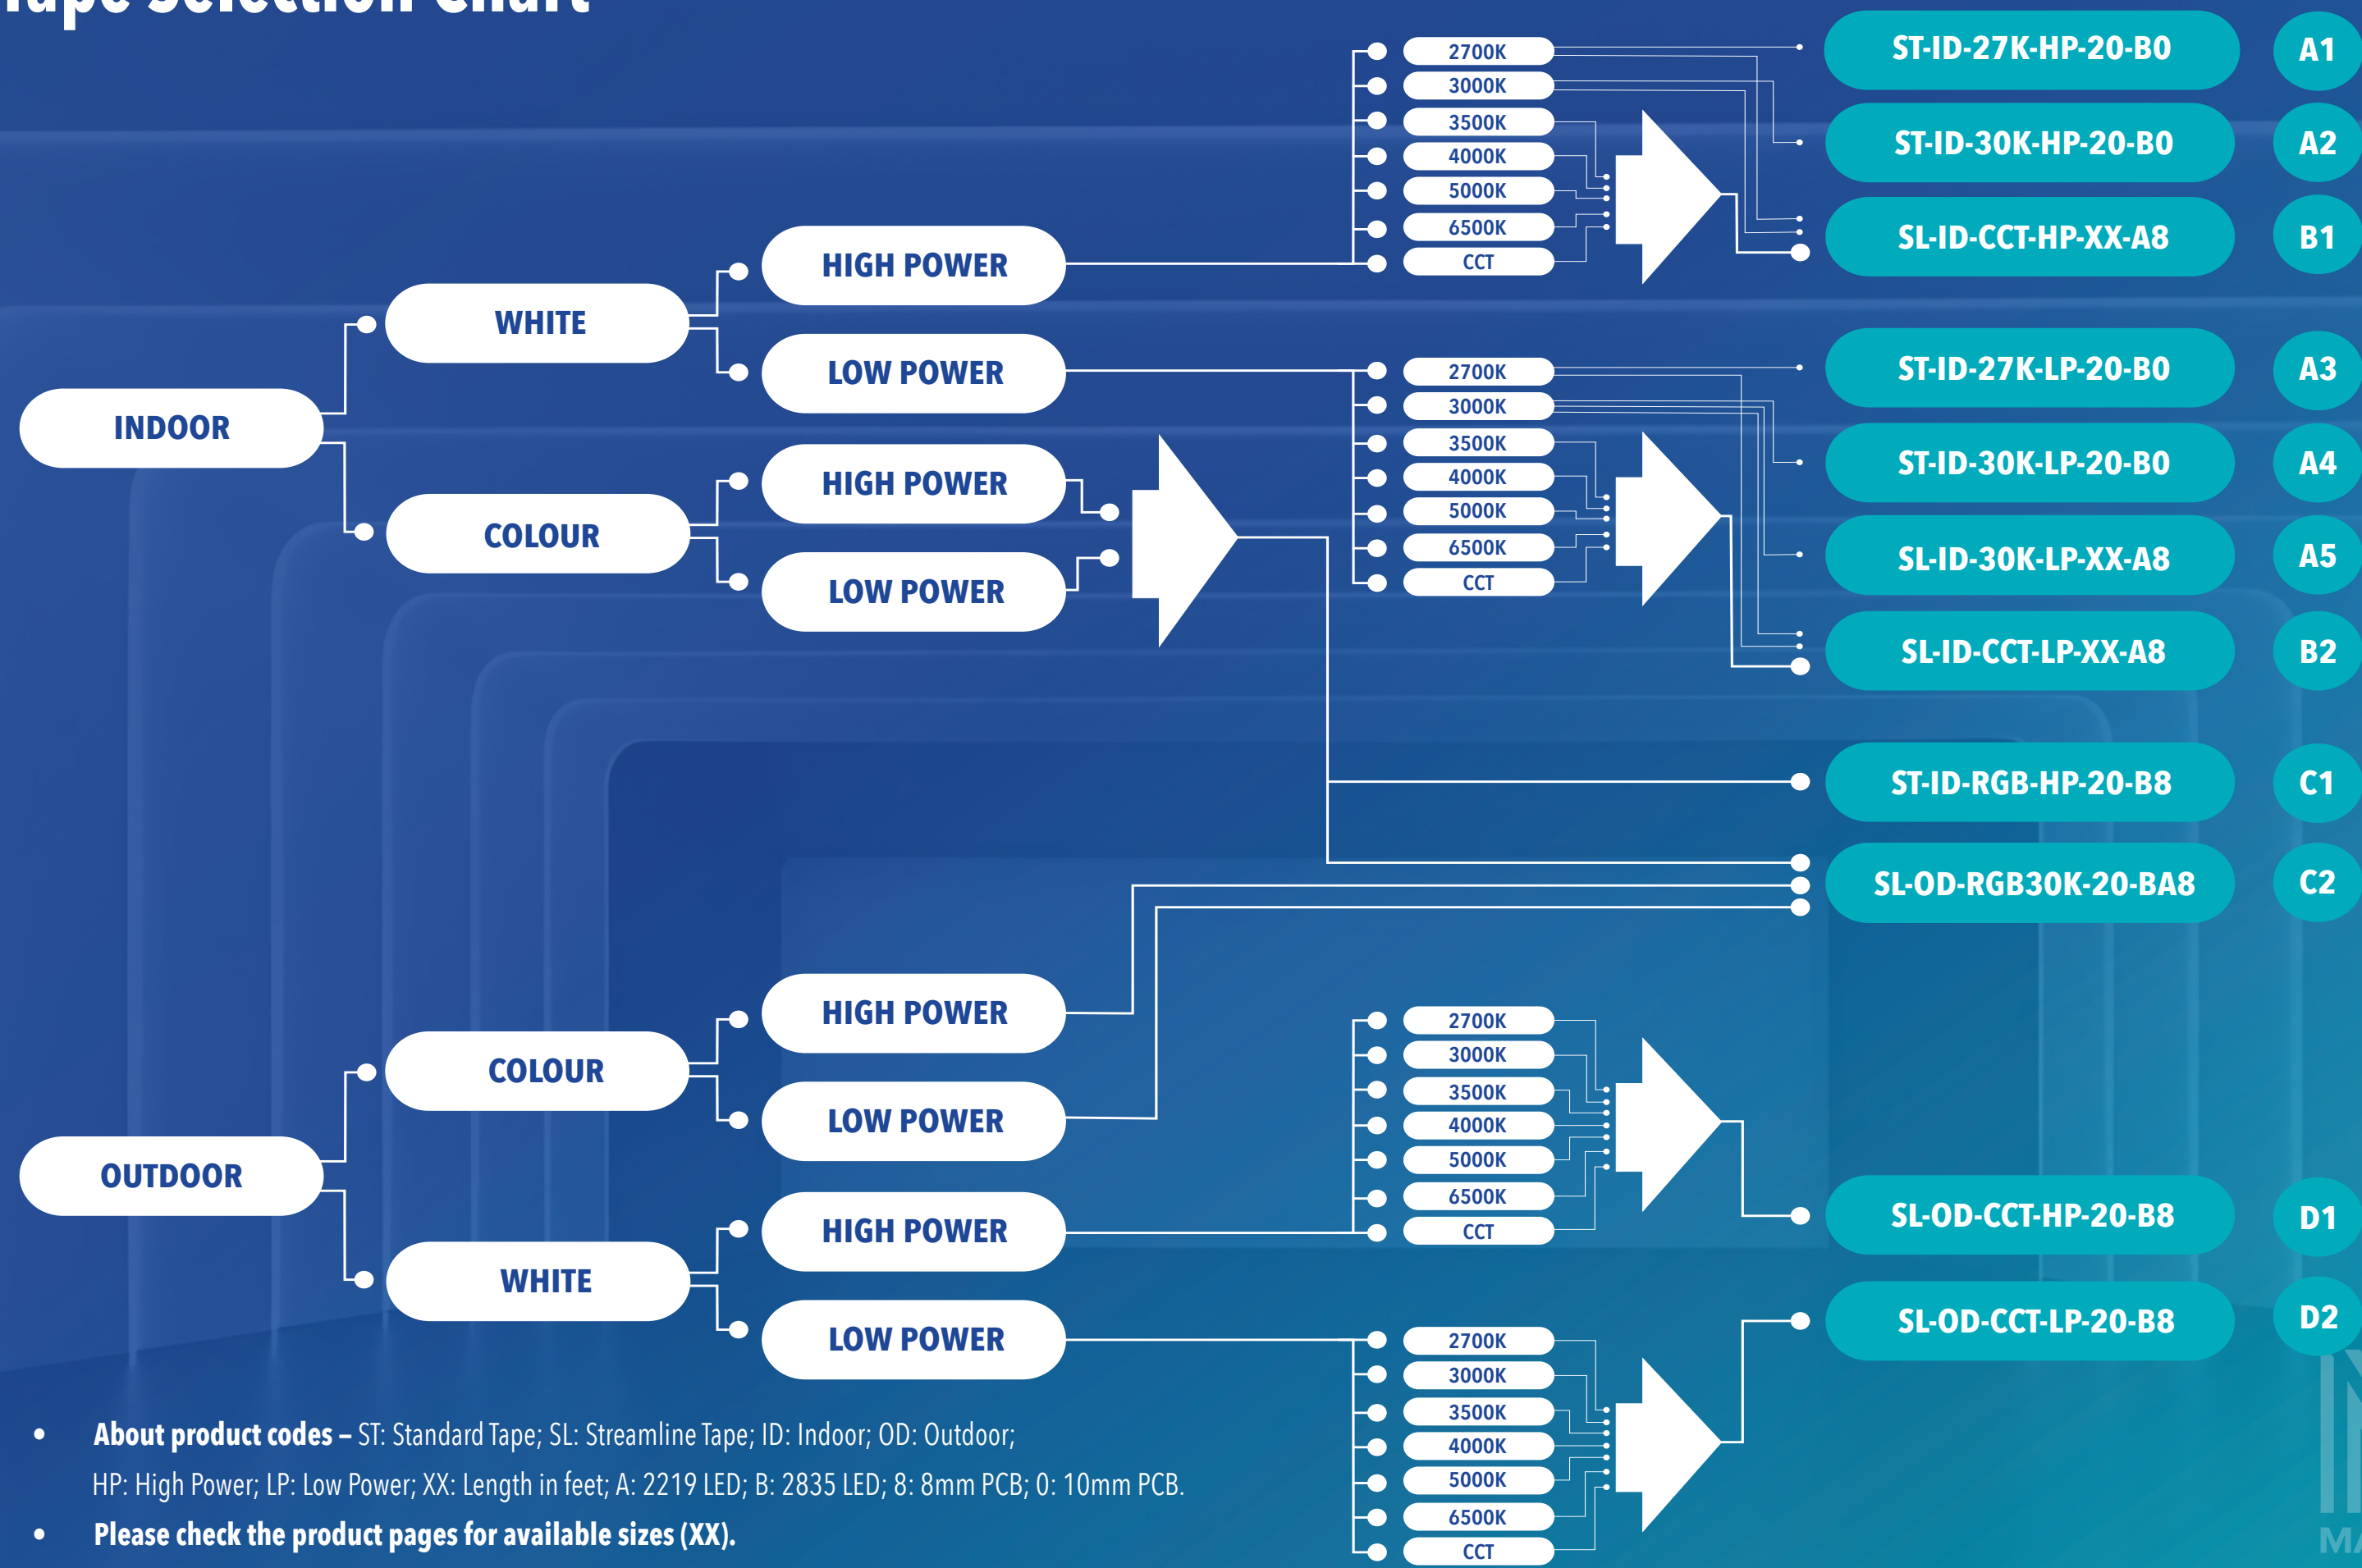 Tape Selection Chart
INDOOR
WHITE
HIGH POWER
LOW POWER
COLOUR
HIGH POWER
LOW POWER
2700K
3000K
3500K
4000K
5000K
6500K
CCT
ST-ID-27K-HP-20-B0 A1
ST-ID-30K-HP-20-B0 A2
SL-ID-CCT-HP-XX-A8 B1
2700K
3000K
3500K
4000K
5000K
6500K
CCT
ST-ID-27K-LP-20-B0 A3
ST-ID-30K-LP-20-B0 A4
SL-ID-30K-LP-XX-A8 A5
SL-ID-CCT-LP-XX-A8 B2
ST-ID-RGB-HP-20-B8 C1
SL-OD-RGB30K-20-BA8 C2
OUTDOOR
COLOUR
HIGH POWER
LOW POWER
WHITE
HIGH POWER
LOW POWER
2700K
3000K
3500K
4000K
5000K
6500K
CCT
SL-OD-CCT-HP-20-B8 D1
2700K
3000K
3500K
4000K
5000K
6500K
CCT
SL-OD-CCT-LP-20-B8 D2
• About product codes – ST: Standard Tape; SL: Streamline Tape; ID: Indoor; OD: Outdoor;
HP: High Power; LP: Low Power; XX: Length in feet; A: 2219 LED; B: 2835 LED; 8: 8mm PCB; 0: 10mm PCB.
• Please check the product pages for available sizes (XX).